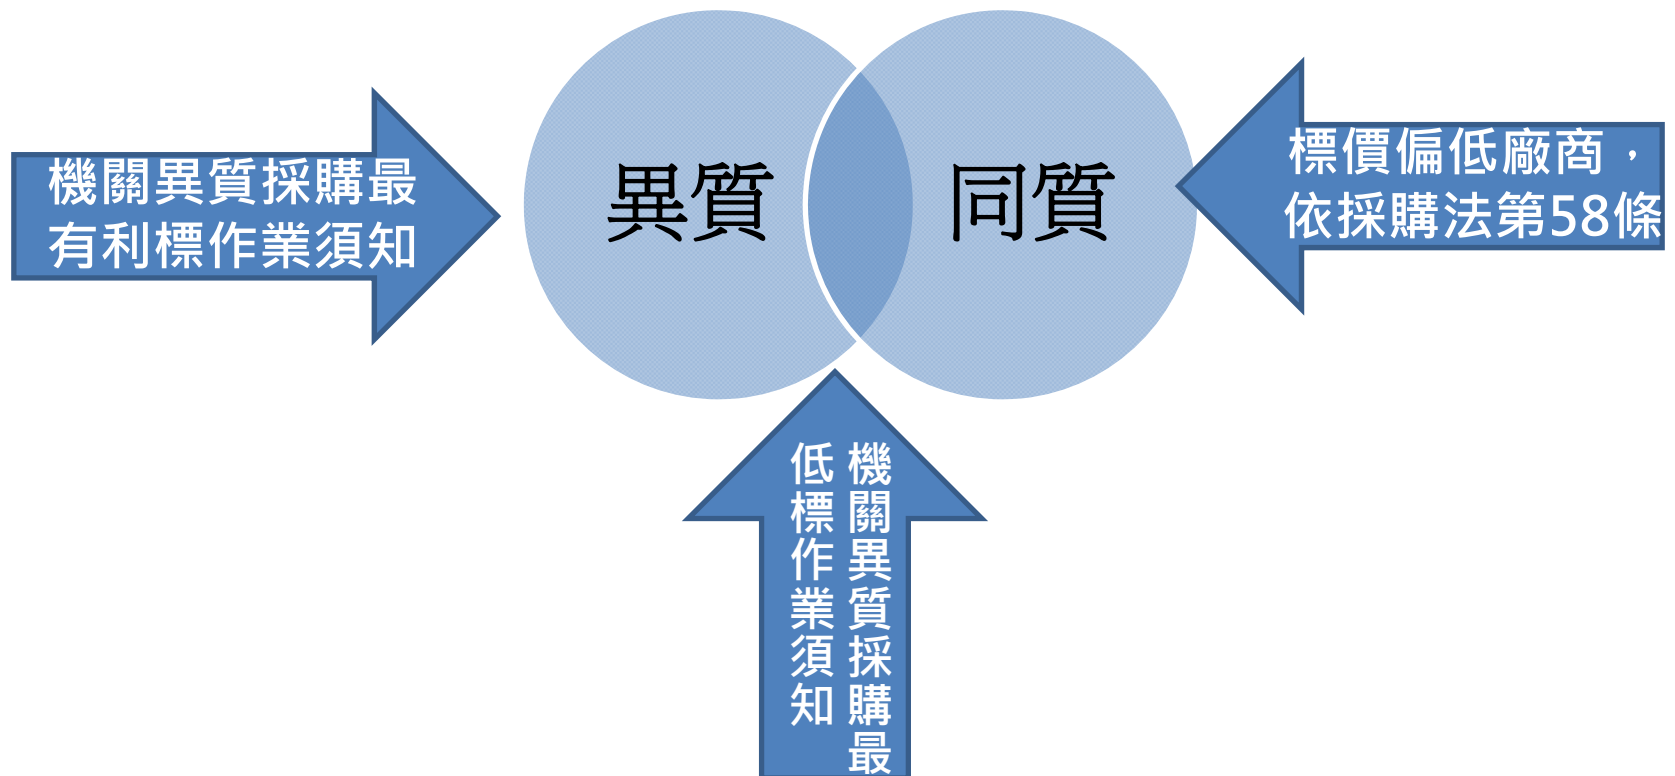 機關異質採購最
有利標作業須知
異質
同質
標價偏低廠商，
依採購法第58條
機關異質採購最
低標作業須知